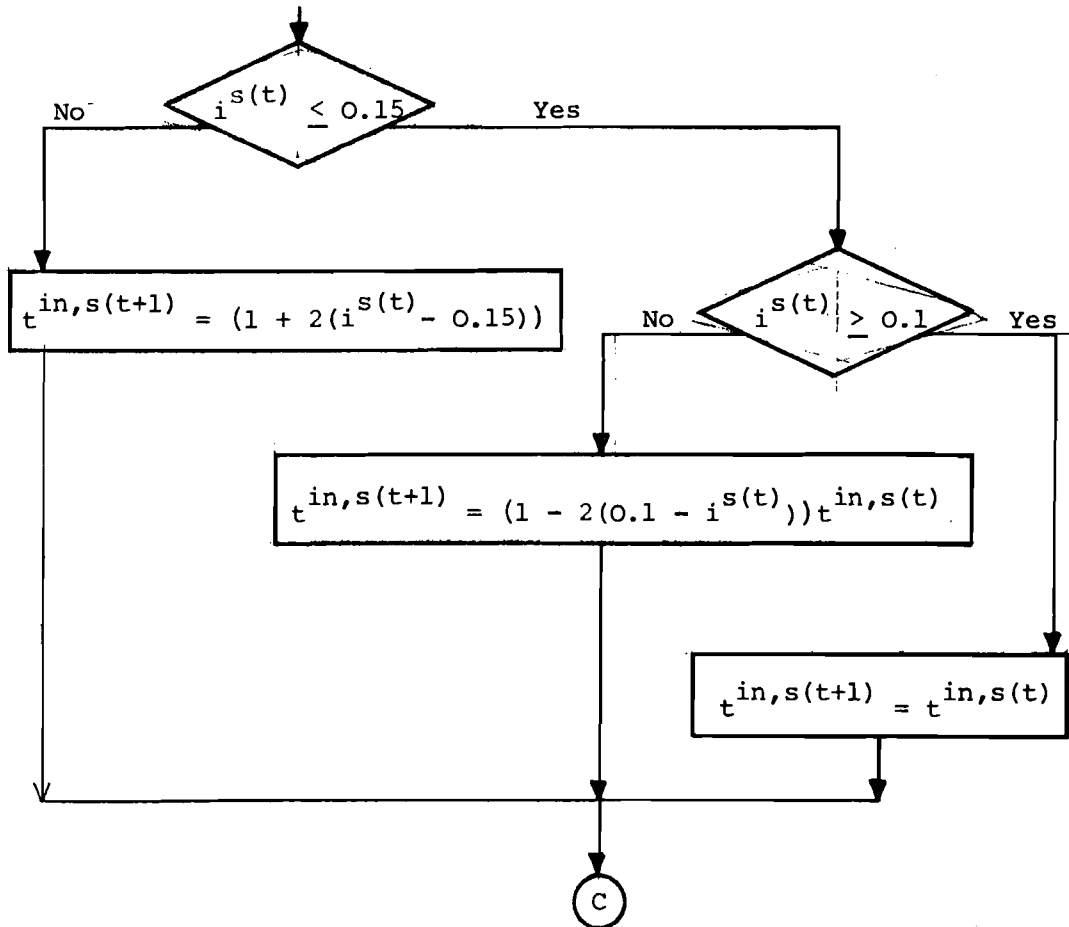 i^s(t) ≤ 0.15
No
Yes
t^in,s(t+1) = (1 + 2(i^s(t) - 0.15))
i^s(t) ≥ 0.1
No
Yes
t^in,s(t+1) = (1 - 2(0.1 - i^s(t)))t^in,s(t)
t^in,s(t+1) = t^in,s(t)
C